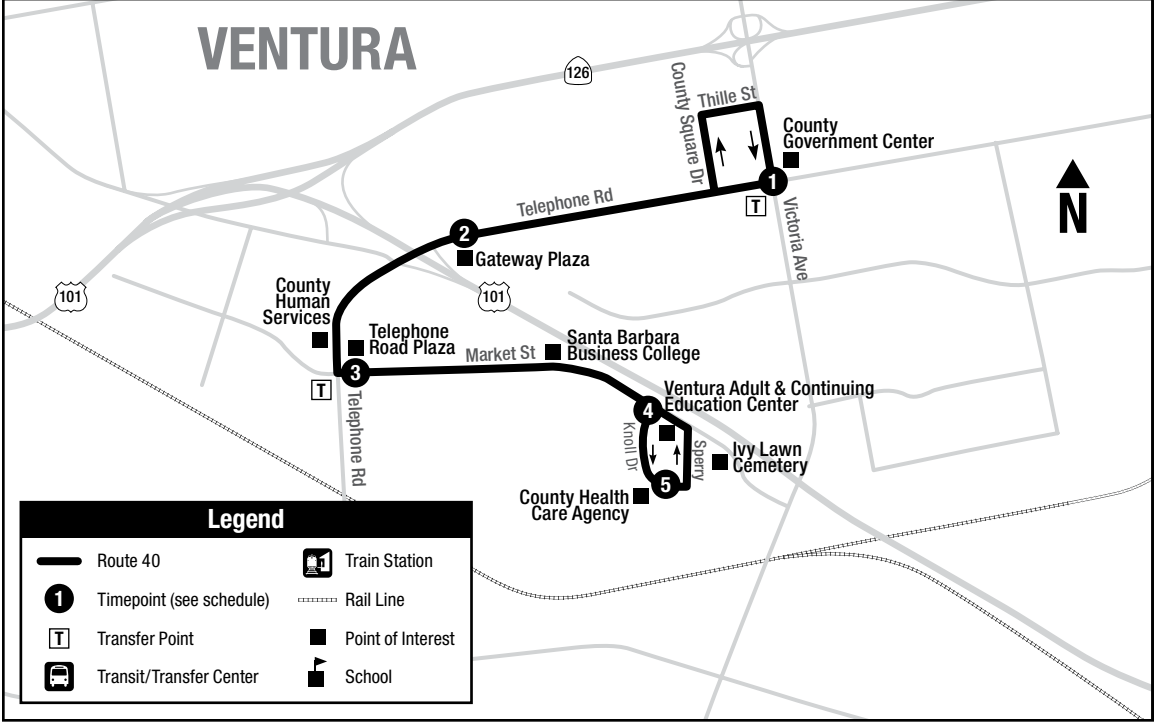 VENTURA
126
County Square Dr
Thille St
County
Government Center
1
T
Victoria Ave
N
Telephone Rd
2
Gateway Plaza
101
101
County
Human
Services
Telephone
Road Plaza
3
T
Telephone Rd
Market St
Santa Barbara
Business College
Ventura Adult & Continuing
Education Center
4
Knoll Dr
Sperry
Ivy Lawn
Cemetery
5
County Health
Care Agency
Legend
Route 40
Train Station
1
Timepoint (see schedule)
Rail Line
T
Transfer Point
Point of Interest
Transit/Transfer Center
School